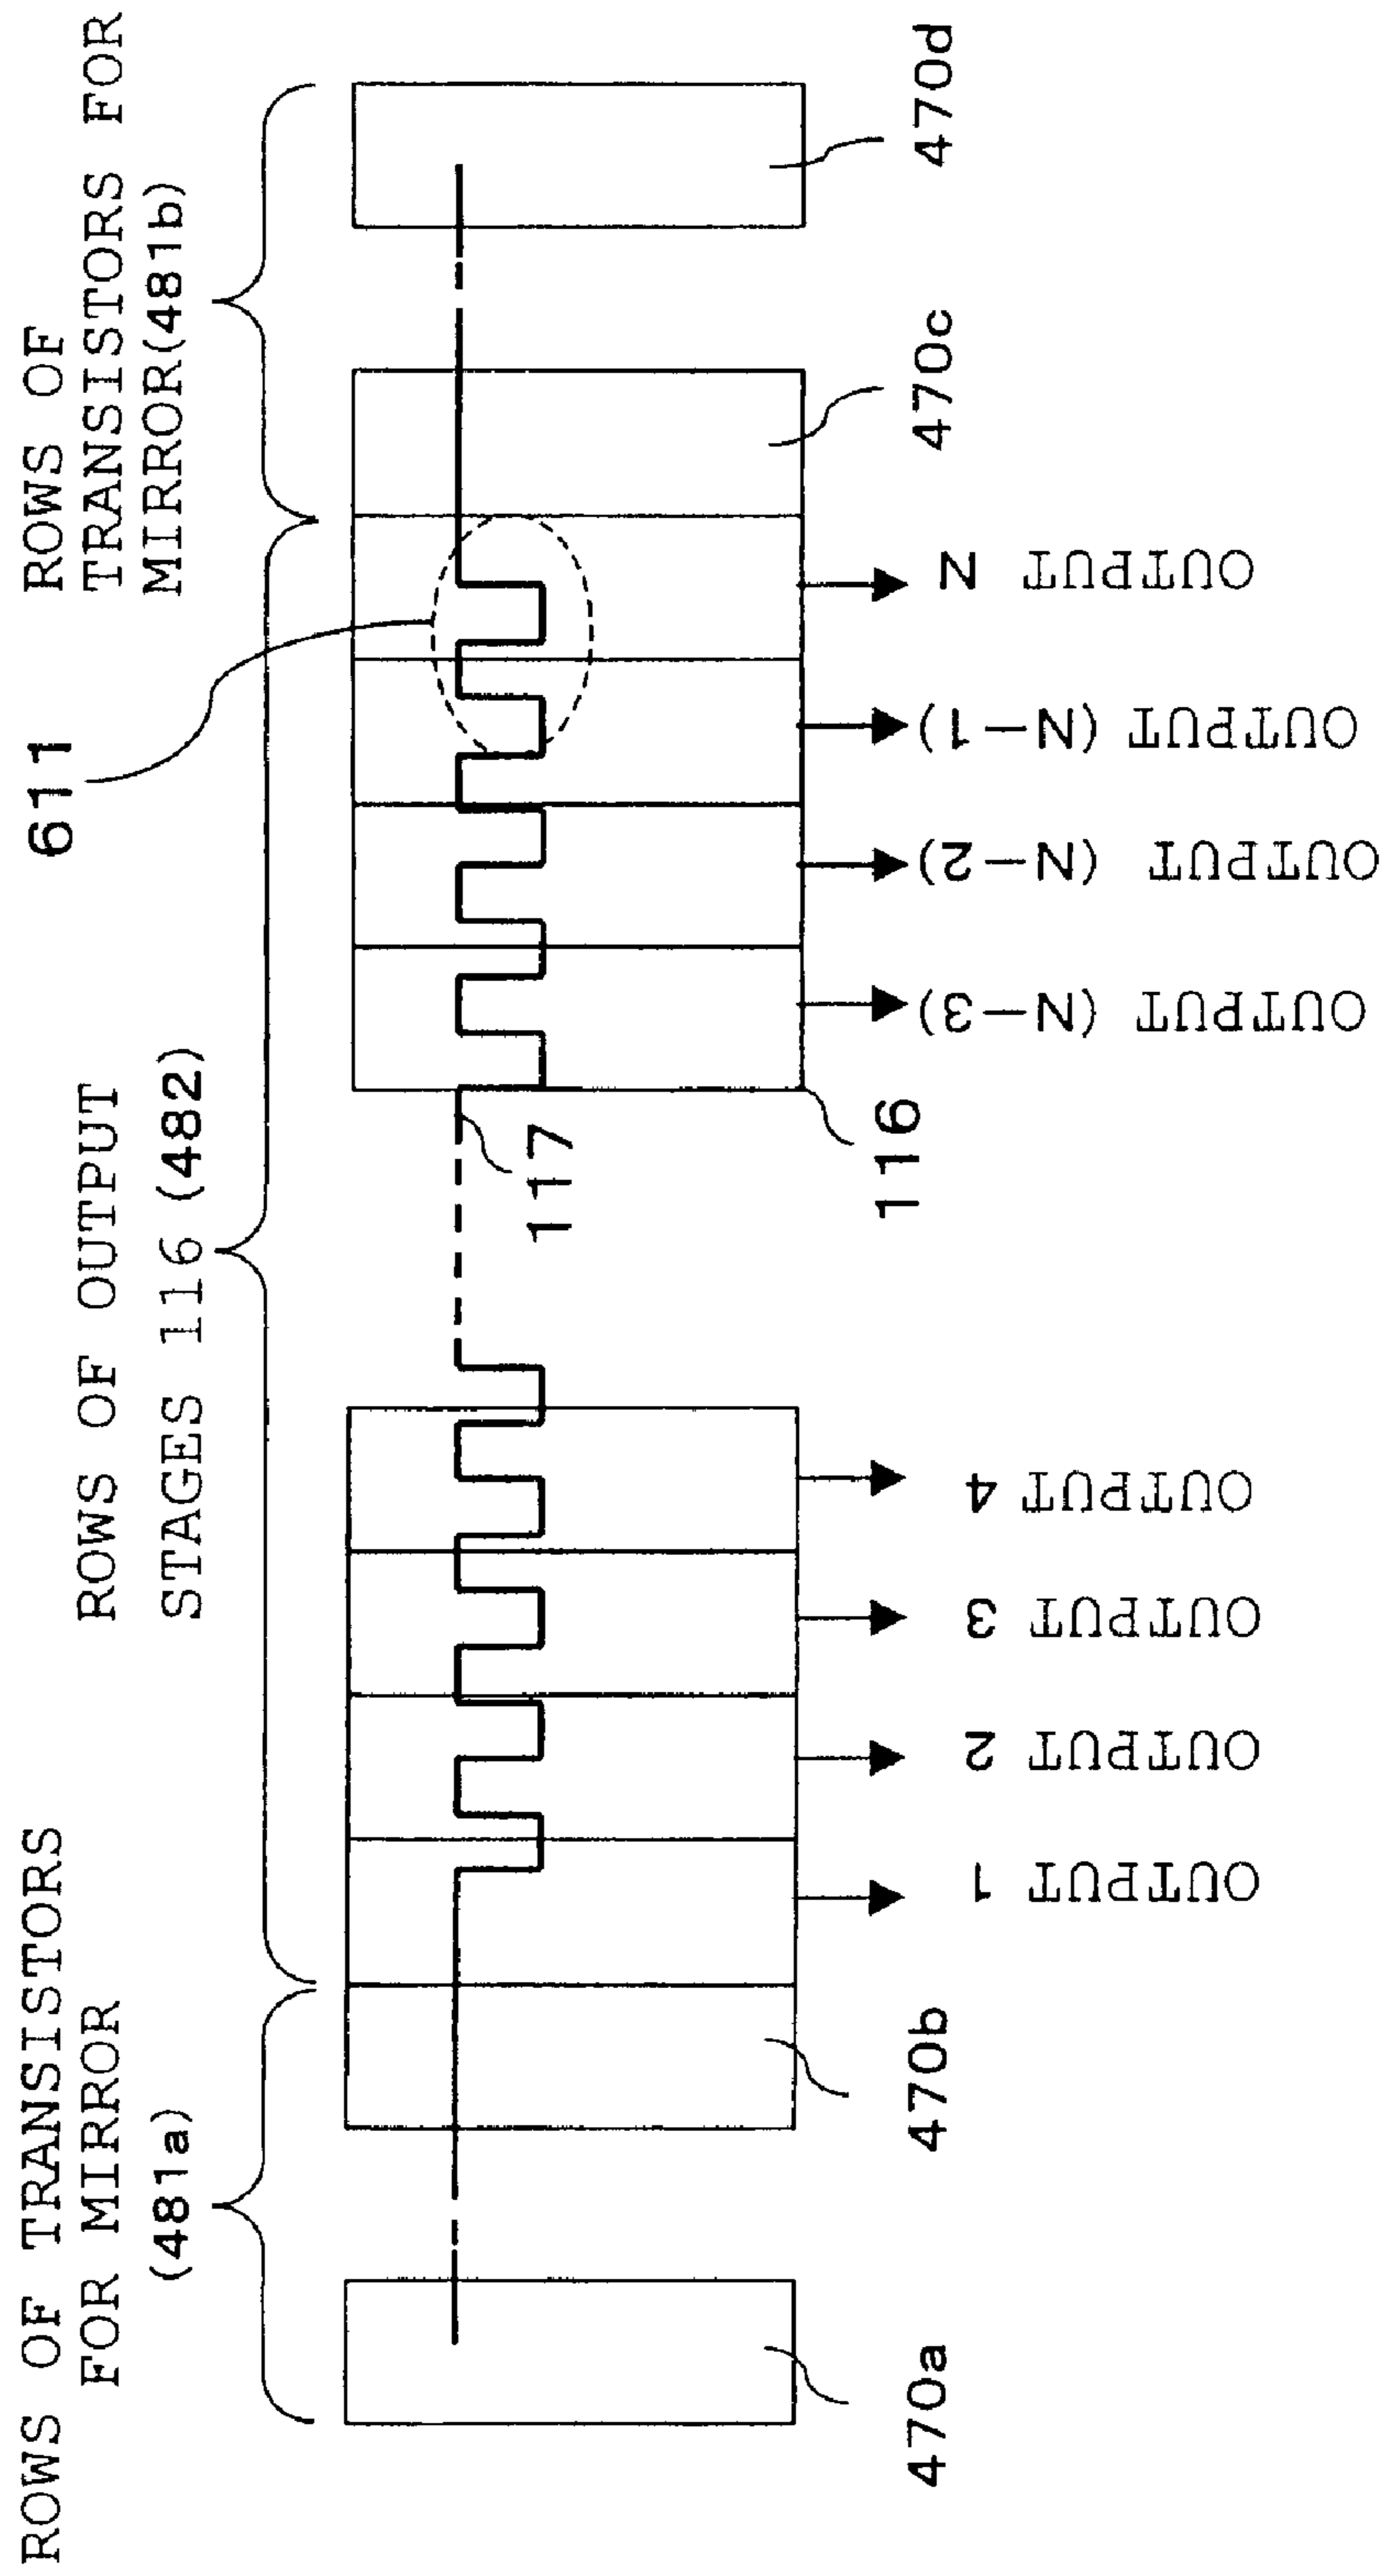 ROWS OF TRANSISTORS
FOR MIRROR
(481a)
ROWS OF OUTPUT
STAGES 116 (482)
611
ROWS OF
TRANSISTORS FOR
MIRROR(481b)
117
116
470a
470b
470c
470d
OUTPUT 1
OUTPUT 2
OUTPUT 3
OUTPUT 4
OUTPUT (N-3)
OUTPUT (N-2)
OUTPUT (N-1)
OUTPUT N